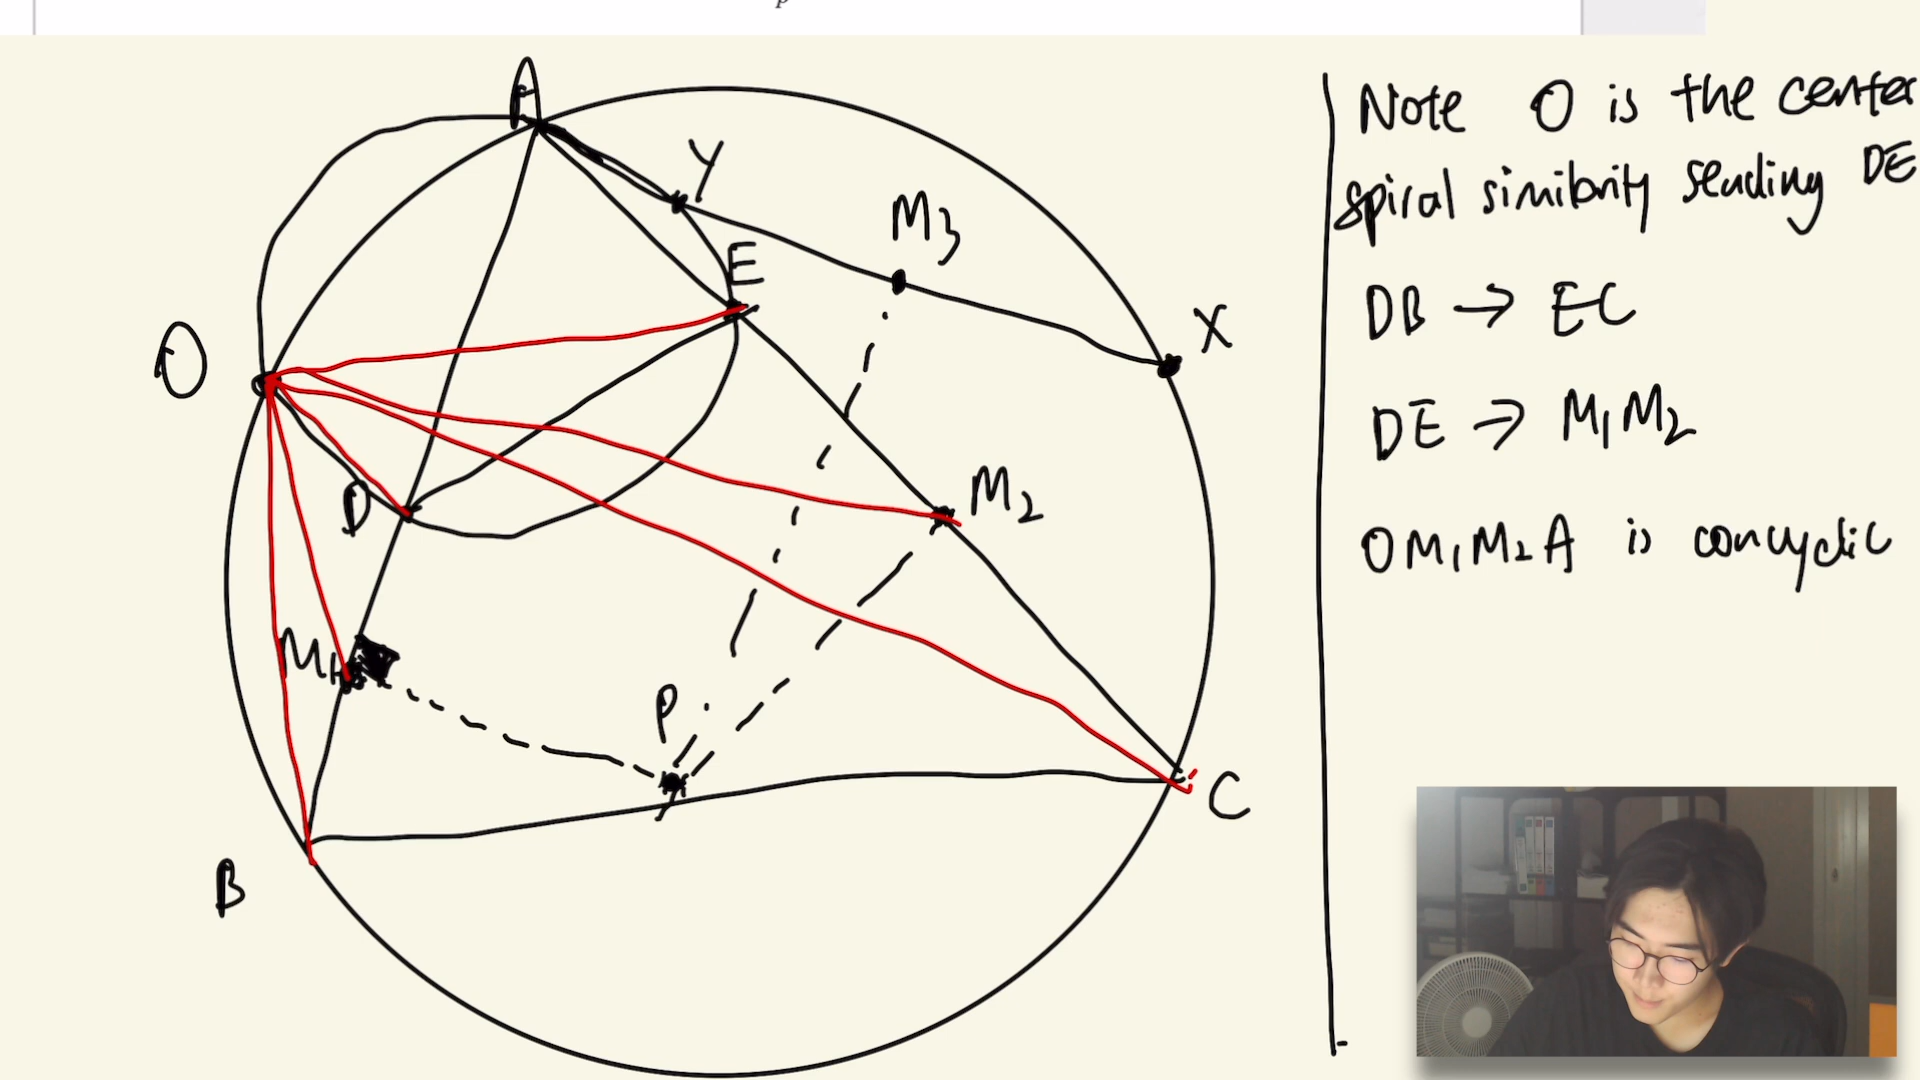 p
A
Y
M3
E
X
O
M2
D
M1
P
C
B
Note O is the center
spiral similarity sending DE
DB → EC
DE → M1M2
OM1M2A is concyclic